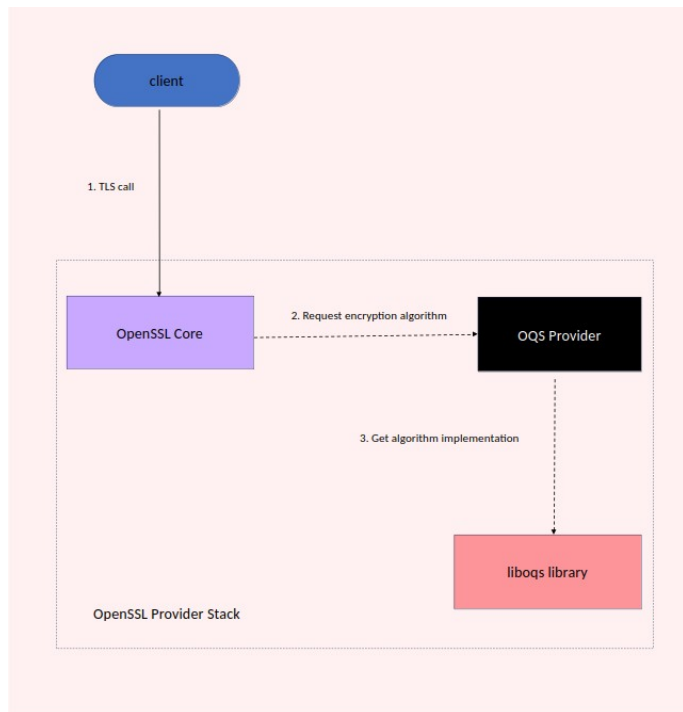 client
1. TLS call
OpenSSL Core
2. Request encryption algorithm
OQS Provider
3. Get algorithm implementation
liboqs library
OpenSSL Provider Stack